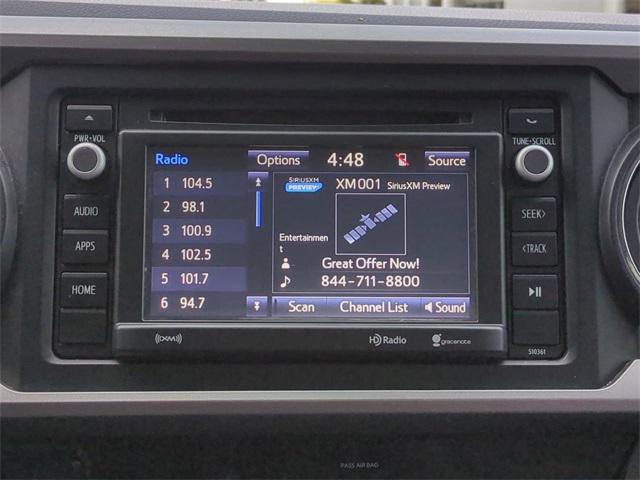 PWR•VOL
AUDIO
APPS
HOME
Radio
Options
4:48
Source
1 104.5
2 98.1
3 100.9
4 102.5
5 101.7
6 94.7
SIRIUSXM
PREVIEW
XM001 SiriusXM Preview
Entertainmen
t
Great Offer Now!
844-711-8800
Scan
Channel List
Sound
TUNE•SCROLL
SEEK>
<TRACK
((XM))
HD Radio
gracenote
510361
PASS AIR BAG